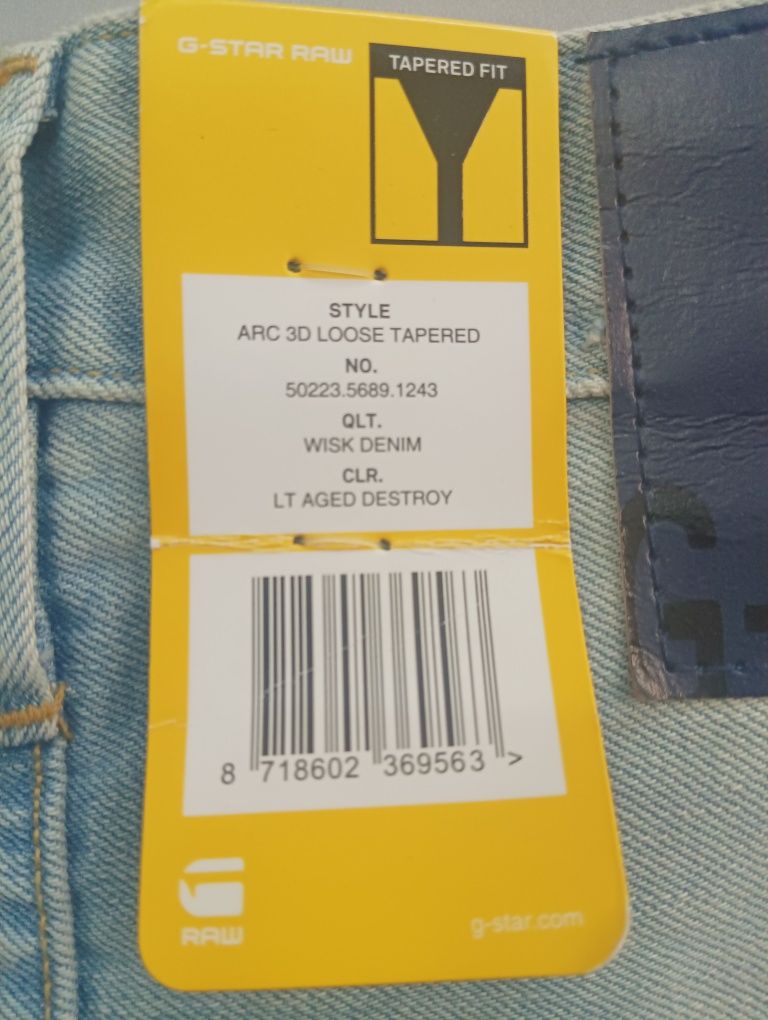 G-STAR RAW
TAPERED FIT
STYLE
ARC 3D LOOSE TAPERED
NO.
50223.5689.1243
QLT.
WISK DENIM
CLR.
LT AGED DESTROY
8 718602 369563 >
RAW
g-star.com